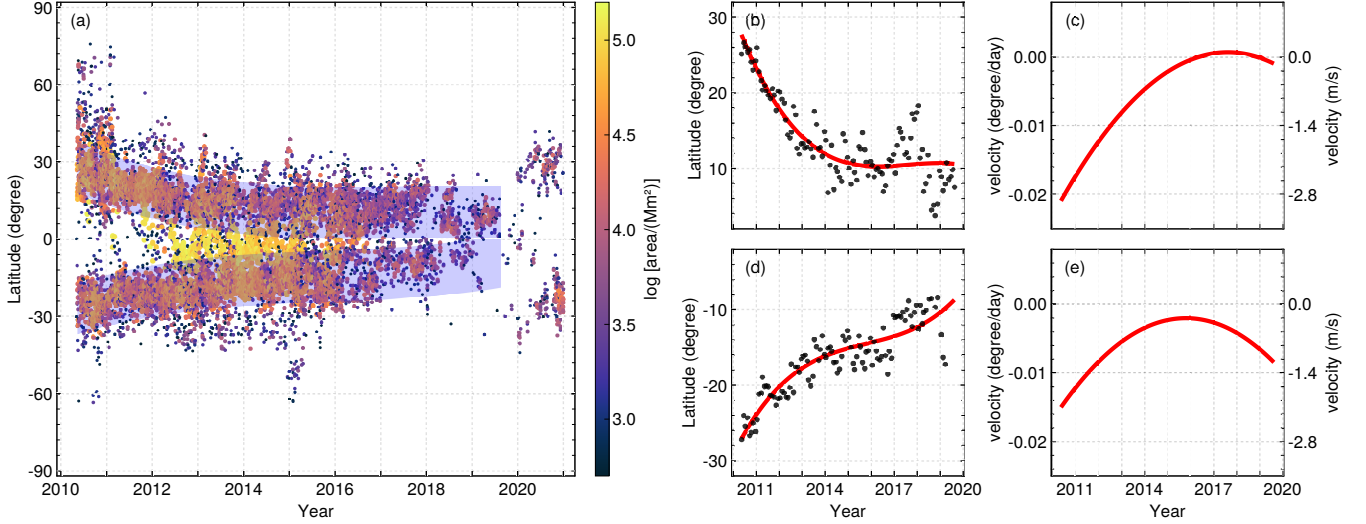 (a)
90
60
30
0
-30
-60
-90
Latitude (degree)
2010 2012 2014 2016 2018 2020
Year
5.0
4.5
4.0
3.5
3.0
log [area/(Mm²)]
(b)
30
20
10
Latitude (degree)
(c)
0.00
-0.01
-0.02
velocity (degree/day)
0.0
-1.4
-2.8
velocity (m/s)
(d)
0
-10
-20
-30
Latitude (degree)
2011 2014 2017 2020
Year
(e)
0.00
-0.01
-0.02
velocity (degree/day)
0.0
-1.4
-2.8
velocity (m/s)
2011 2014 2017 2020
Year